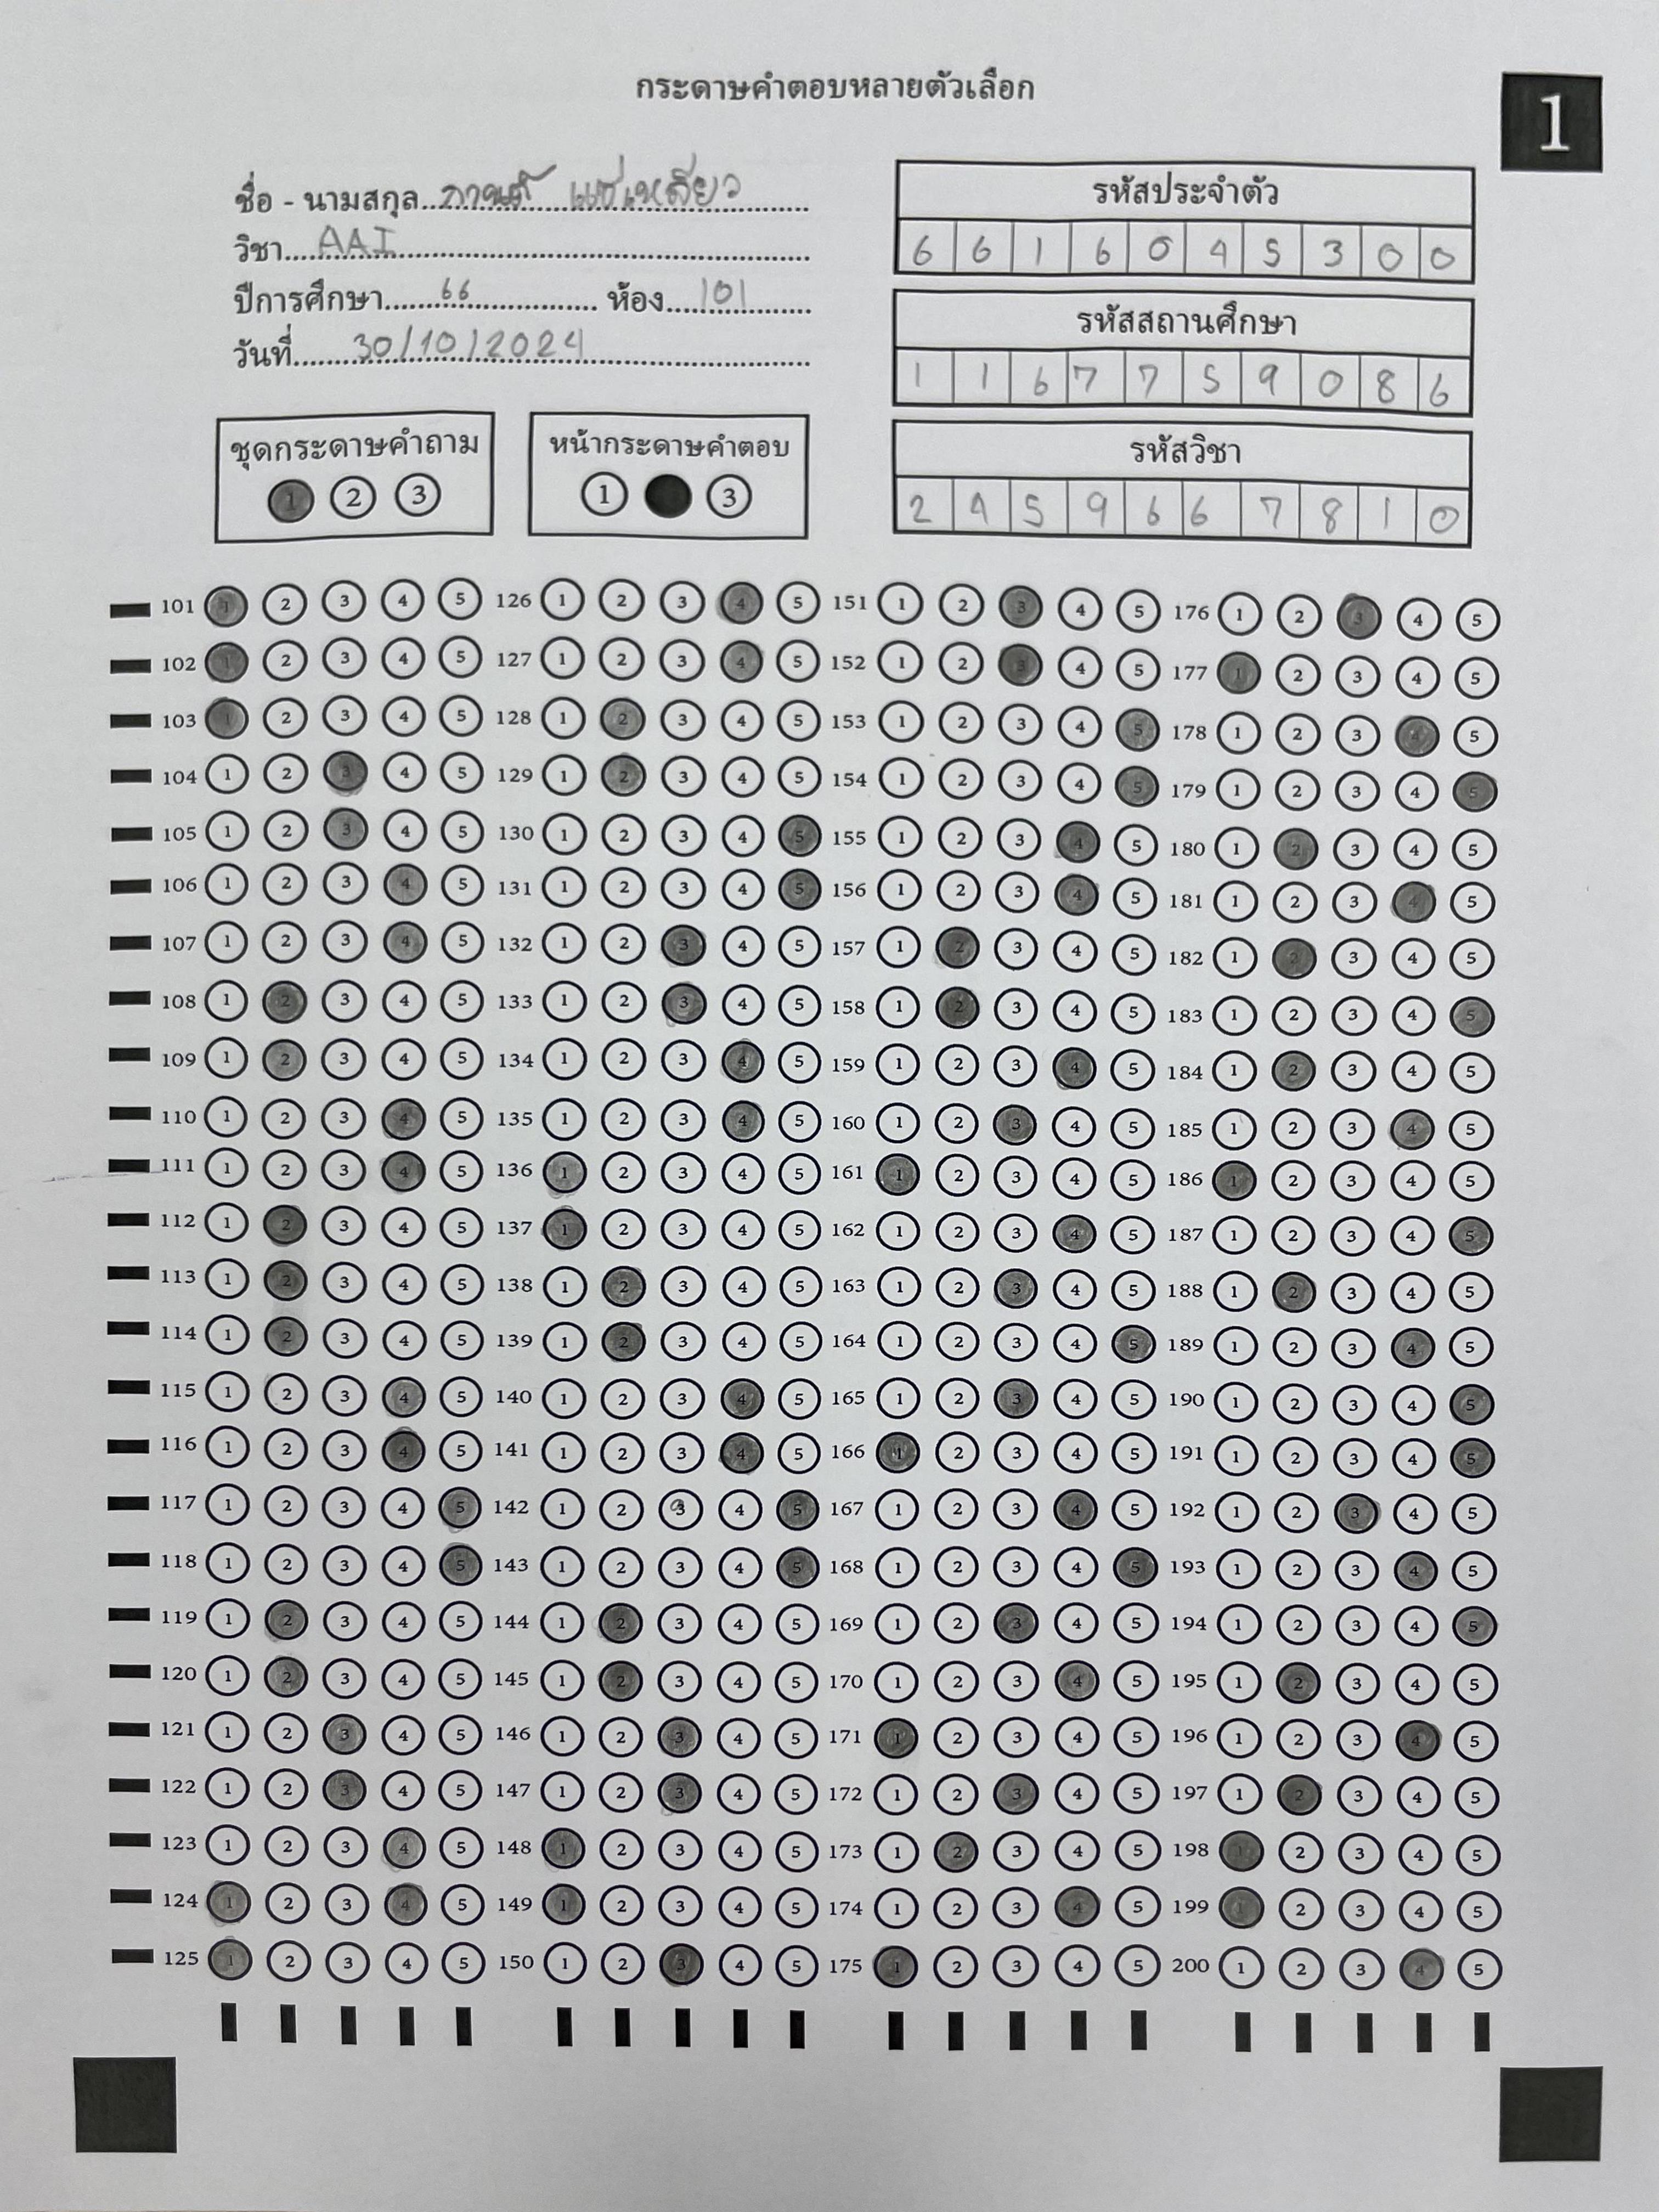 กระดาษคำตอบหลายตัวเลือก
1
ชื่อ - นามสกุล แซ่เหลียว
วิชา AAI
ปีการศึกษา 66 ห้อง 101
วันที่ 30/10/2024
รหัสประจำตัว
6 6 1 6 0 4 5 3 0 0
รหัสสถานศึกษา
1 1 6 7 7 5 9 0 8 6
รหัสวิชา
2 4 5 9 6 6 7 8 1 0
ชุดกระดาษคำถาม
1 2 3
หน้ากระดาษคำตอบ
1 3
101 1 2 3 4 5 126 1 2 3 4 5 151 1 2 3 4 5 176 1 2 3 4 5
102 1 2 3 4 5 127 1 2 3 4 5 152 1 2 3 4 5 177 1 2 3 4 5
103 1 2 3 4 5 128 1 2 3 4 5 153 1 2 3 4 5 178 1 2 3 4 5
104 1 2 3 4 5 129 1 2 3 4 5 154 1 2 3 4 5 179 1 2 3 4 5
105 1 2 3 4 5 130 1 2 3 4 5 155 1 2 3 4 5 180 1 2 3 4 5
106 1 2 3 4 5 131 1 2 3 4 5 156 1 2 3 4 5 181 1 2 3 4 5
107 1 2 3 4 5 132 1 2 3 4 5 157 1 2 3 4 5 182 1 2 3 4 5
108 1 2 3 4 5 133 1 2 3 4 5 158 1 2 3 4 5 183 1 2 3 4 5
109 1 2 3 4 5 134 1 2 3 4 5 159 1 2 3 4 5 184 1 2 3 4 5
110 1 2 3 4 5 135 1 2 3 4 5 160 1 2 3 4 5 185 1 2 3 4 5
111 1 2 3 4 5 136 1 2 3 4 5 161 1 2 3 4 5 186 1 2 3 4 5
112 1 2 3 4 5 137 1 2 3 4 5 162 1 2 3 4 5 187 1 2 3 4 5
113 1 2 3 4 5 138 1 2 3 4 5 163 1 2 3 4 5 188 1 2 3 4 5
114 1 2 3 4 5 139 1 2 3 4 5 164 1 2 3 4 5 189 1 2 3 4 5
115 1 2 3 4 5 140 1 2 3 4 5 165 1 2 3 4 5 190 1 2 3 4 5
116 1 2 3 4 5 141 1 2 3 4 5 166 1 2 3 4 5 191 1 2 3 4 5
117 1 2 3 4 5 142 1 2 3 4 5 167 1 2 3 4 5 192 1 2 3 4 5
118 1 2 3 4 5 143 1 2 3 4 5 168 1 2 3 4 5 193 1 2 3 4 5
119 1 2 3 4 5 144 1 2 3 4 5 169 1 2 3 4 5 194 1 2 3 4 5
120 1 2 3 4 5 145 1 2 3 4 5 170 1 2 3 4 5 195 1 2 3 4 5
121 1 2 3 4 5 146 1 2 3 4 5 171 1 2 3 4 5 196 1 2 3 4 5
122 1 2 3 4 5 147 1 2 3 4 5 172 1 2 3 4 5 197 1 2 3 4 5
123 1 2 3 4 5 148 1 2 3 4 5 173 1 2 3 4 5 198 1 2 3 4 5
124 1 2 3 4 5 149 1 2 3 4 5 174 1 2 3 4 5 199 1 2 3 4 5
125 1 2 3 4 5 150 1 2 3 4 5 175 1 2 3 4 5 200 1 2 3 4 5